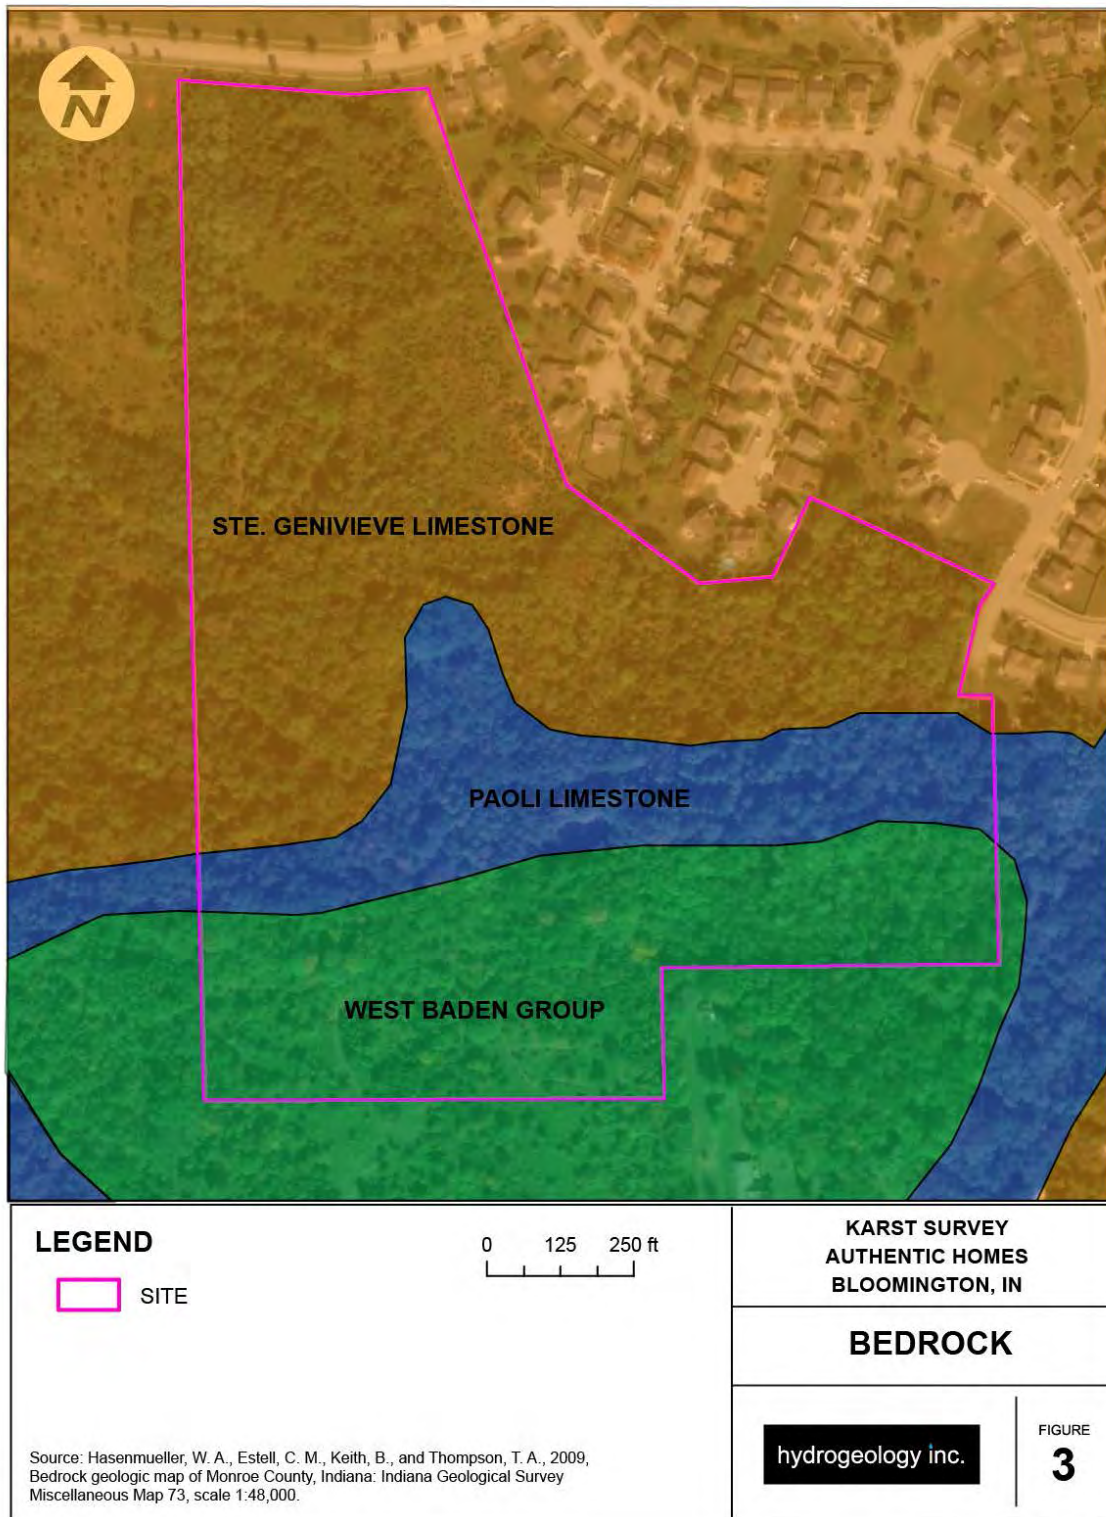 N
STE. GENIVIEVE LIMESTONE
PAOLI LIMESTONE
WEST BADEN GROUP
LEGEND
SITE
0 125 250 ft
KARST SURVEY
AUTHENTIC HOMES
BLOOMINGTON, IN
BEDROCK
hydrogeology inc.
FIGURE
3
Source: Hasenmueller, W. A., Estell, C. M., Keith, B., and Thompson, T. A., 2009,
Bedrock geologic map of Monroe County, Indiana: Indiana Geological Survey
Miscellaneous Map 73, scale 1:48,000.